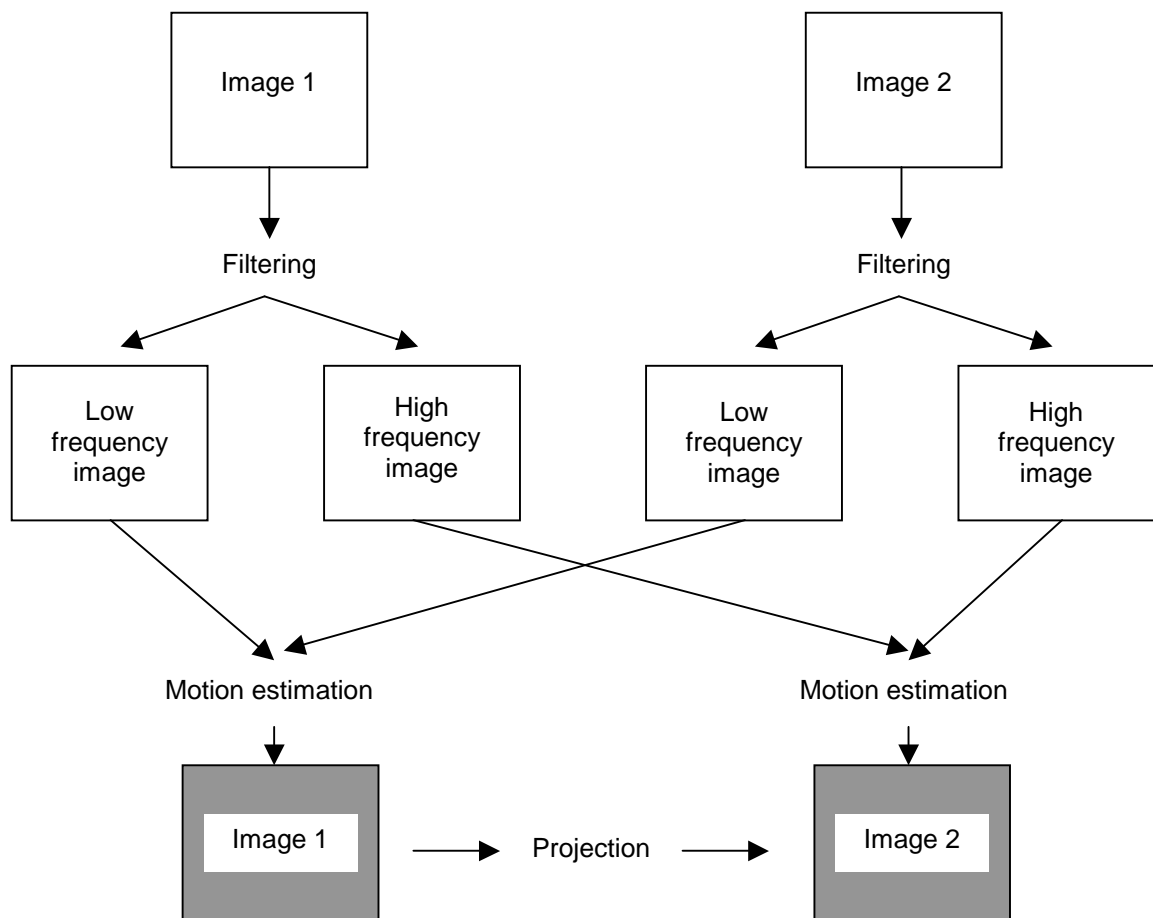 Image 1
Image 2
Filtering
Filtering
Low
frequency
image
High
frequency
image
Low
frequency
image
High
frequency
image
Motion estimation
Motion estimation
Image 1
Projection
Image 2